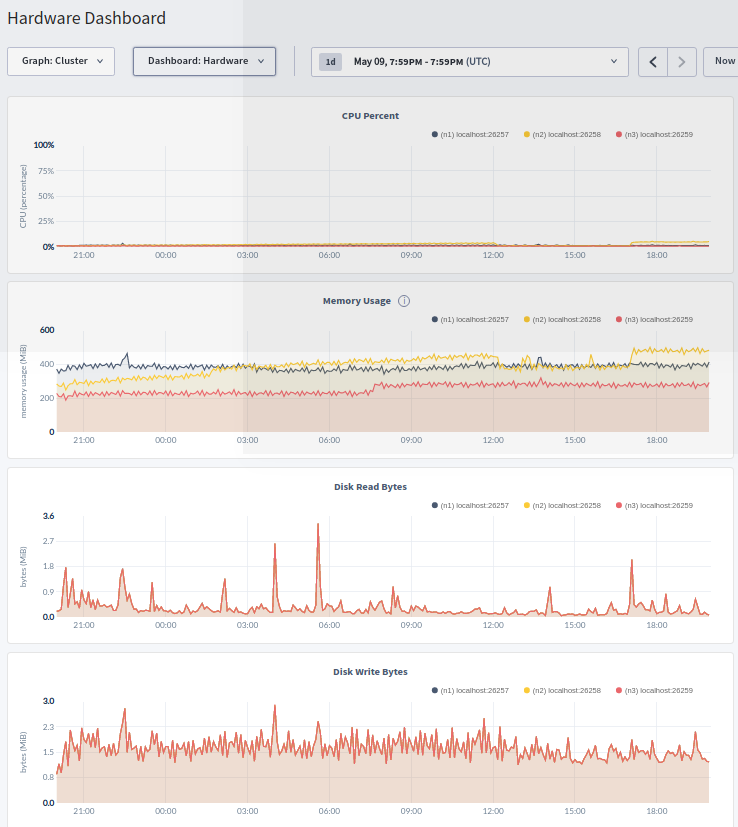 Hardware Dashboard
Graph: Cluster
Dashboard: Hardware
1d May 09, 7:59PM - 7:59PM (UTC)
Now
CPU Percent
(n1) localhost:26257 (n2) localhost:26258 (n3) localhost:26259
CPU (percentage)
100%
75%
50%
25%
0%
21:00 00:00 03:00 06:00 09:00 12:00 15:00 18:00
Memory Usage i
(n1) localhost:26257 (n2) localhost:26258 (n3) localhost:26259
memory usage (MiB)
600
400
200
0
21:00 00:00 03:00 06:00 09:00 12:00 15:00 18:00
Disk Read Bytes
(n1) localhost:26257 (n2) localhost:26258 (n3) localhost:26259
bytes (MiB)
3.6
2.7
1.8
0.9
0.0
21:00 00:00 03:00 06:00 09:00 12:00 15:00 18:00
Disk Write Bytes
(n1) localhost:26257 (n2) localhost:26258 (n3) localhost:26259
bytes (MiB)
3.0
2.3
1.5
0.8
0.0
21:00 00:00 03:00 06:00 09:00 12:00 15:00 18:00